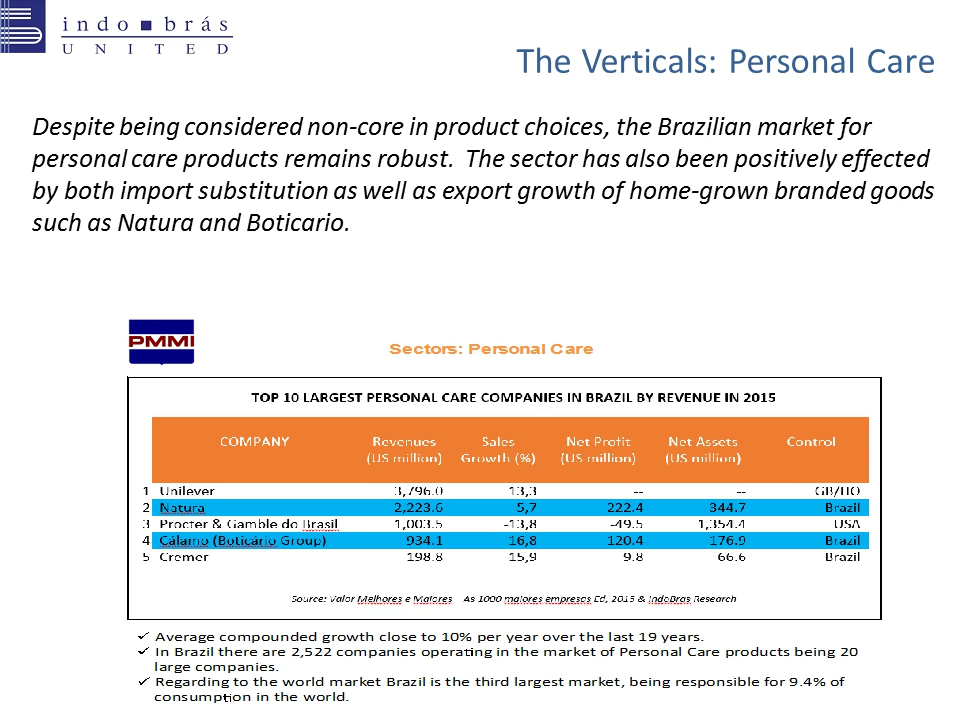 indo brás
UNITED
The Verticals: Personal Care
Despite being considered non-core in product choices, the Brazilian market for
personal care products remains robust. The sector has also been positively effected
by both import substitution as well as export growth of home-grown branded goods
such as Natura and Boticario.
PMMI
Sectors: Personal Care
TOP 10 LARGEST PERSONAL CARE COMPANIES IN BRAZIL BY REVENUE IN 2015
COMPANY Revenues Sales Net Profit Net Assets Control
(US million) Growth (%) (US million) (US million)
1 Unilever 3,796.0 13,3 -- -- GB/HO
2 Natura 2,223.6 5,7 222.4 344.7 Brazil
3 Procter & Gamble do Brasil 1,003.5 -13,8 -49.5 1,354.4 USA
4 Cálamo (Boticário Group) 934.1 16,8 120.4 176.9 Brazil
5 Cremer 198.8 15,9 9.8 66.6 Brazil
Source: Valor Melhores e Maiores As 1000 maiores empresas Ed, 2015 & IndoBras Research
✓ Average compounded growth close to 10% per year over the last 19 years.
✓ In Brazil there are 2,522 companies operating in the market of Personal Care products being 20
large companies.
✓ Regarding to the world market Brazil is the third largest market, being responsible for 9.4% of
consumption in the world.